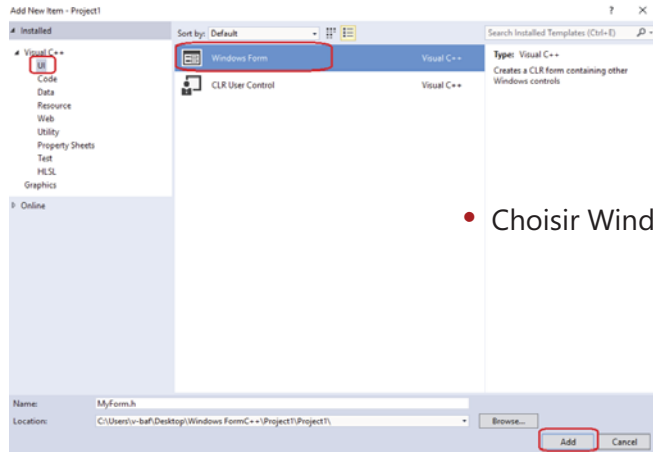 Add New Item - Project1
Installed
Sort by: Default
Search Installed Templates (Ctrl+E)
Visual C++
UI
Code
Data
Resource
Web
Utility
Property Sheets
Test
HLSL
Graphics
Online
Windows Form Visual C++
CLR User Control Visual C++
Type: Visual C++
Creates a CLR form containing other
Windows controls
• Choisir Wind
Name: MyForm.h
Location: C:\Users\v-baf\Desktop\Windows FormC++\Project1\Project1\
Browse...
Add Cancel